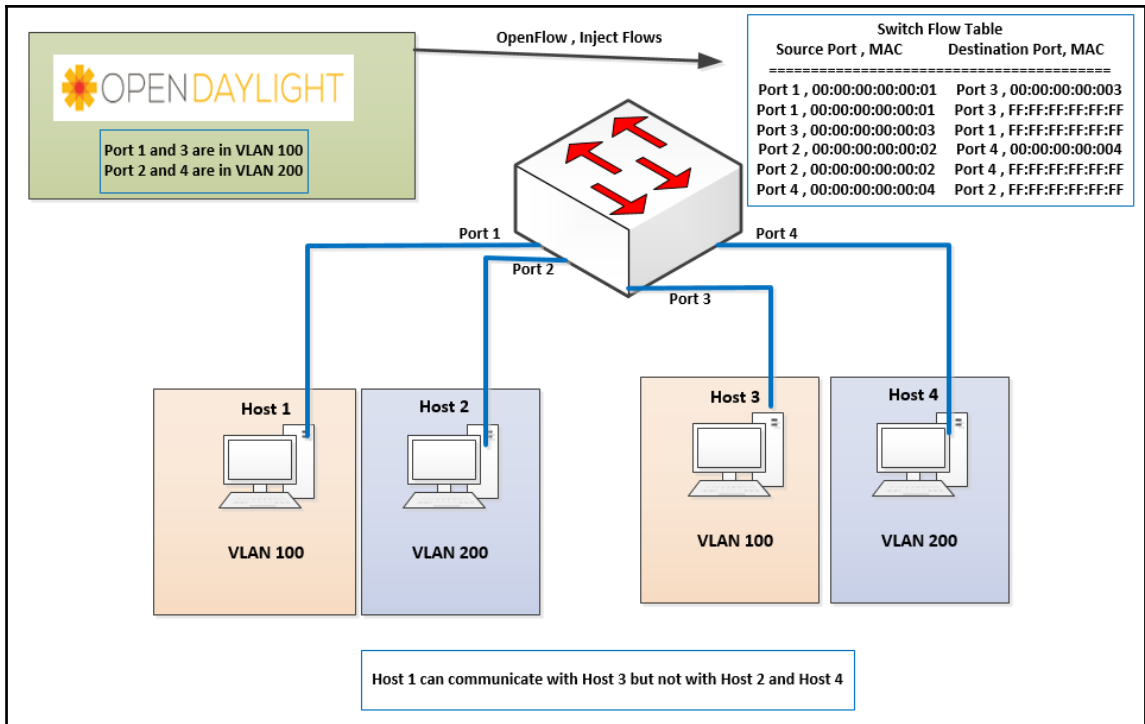 OPENDAYLIGHT
Port 1 and 3 are in VLAN 100
Port 2 and 4 are in VLAN 200
OpenFlow , Inject Flows
Switch Flow Table
Source Port , MAC Destination Port, MAC
=========================================
Port 1 , 00:00:00:00:00:01 Port 3 , 00:00:00:00:003
Port 1 , 00:00:00:00:00:01 Port 3 , FF:FF:FF:FF:FF:FF
Port 3 , 00:00:00:00:00:03 Port 1 , FF:FF:FF:FF:FF:FF
Port 2 , 00:00:00:00:00:02 Port 4 , 00:00:00:00:004
Port 2 , 00:00:00:00:00:02 Port 4 , FF:FF:FF:FF:FF:FF
Port 4 , 00:00:00:00:00:04 Port 2 , FF:FF:FF:FF:FF:FF
Port 1
Port 2
Port 3
Port 4
Host 1
VLAN 100
Host 2
VLAN 200
Host 3
VLAN 100
Host 4
VLAN 200
Host 1 can communicate with Host 3 but not with Host 2 and Host 4